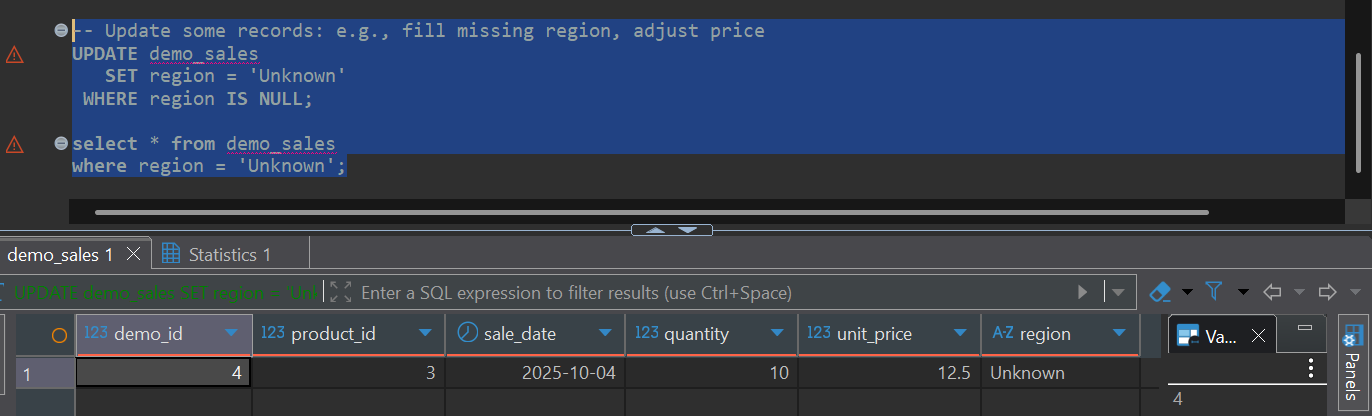 -- Update some records: e.g., fill missing region, adjust price
UPDATE demo_sales
SET region = 'Unknown'
WHERE region IS NULL;
select * from demo_sales
where region = 'Unknown';
demo_sales 1 Statistics 1
UPDATE demo_sales SET region = 'Unk Enter a SQL expression to filter results (use Ctrl+Space)
123 demo_id 123 product_id sale_date 123 quantity 123 unit_price A-Z region Va...
1 4 3 2025-10-04 10 12.5 Unknown
4
Panels